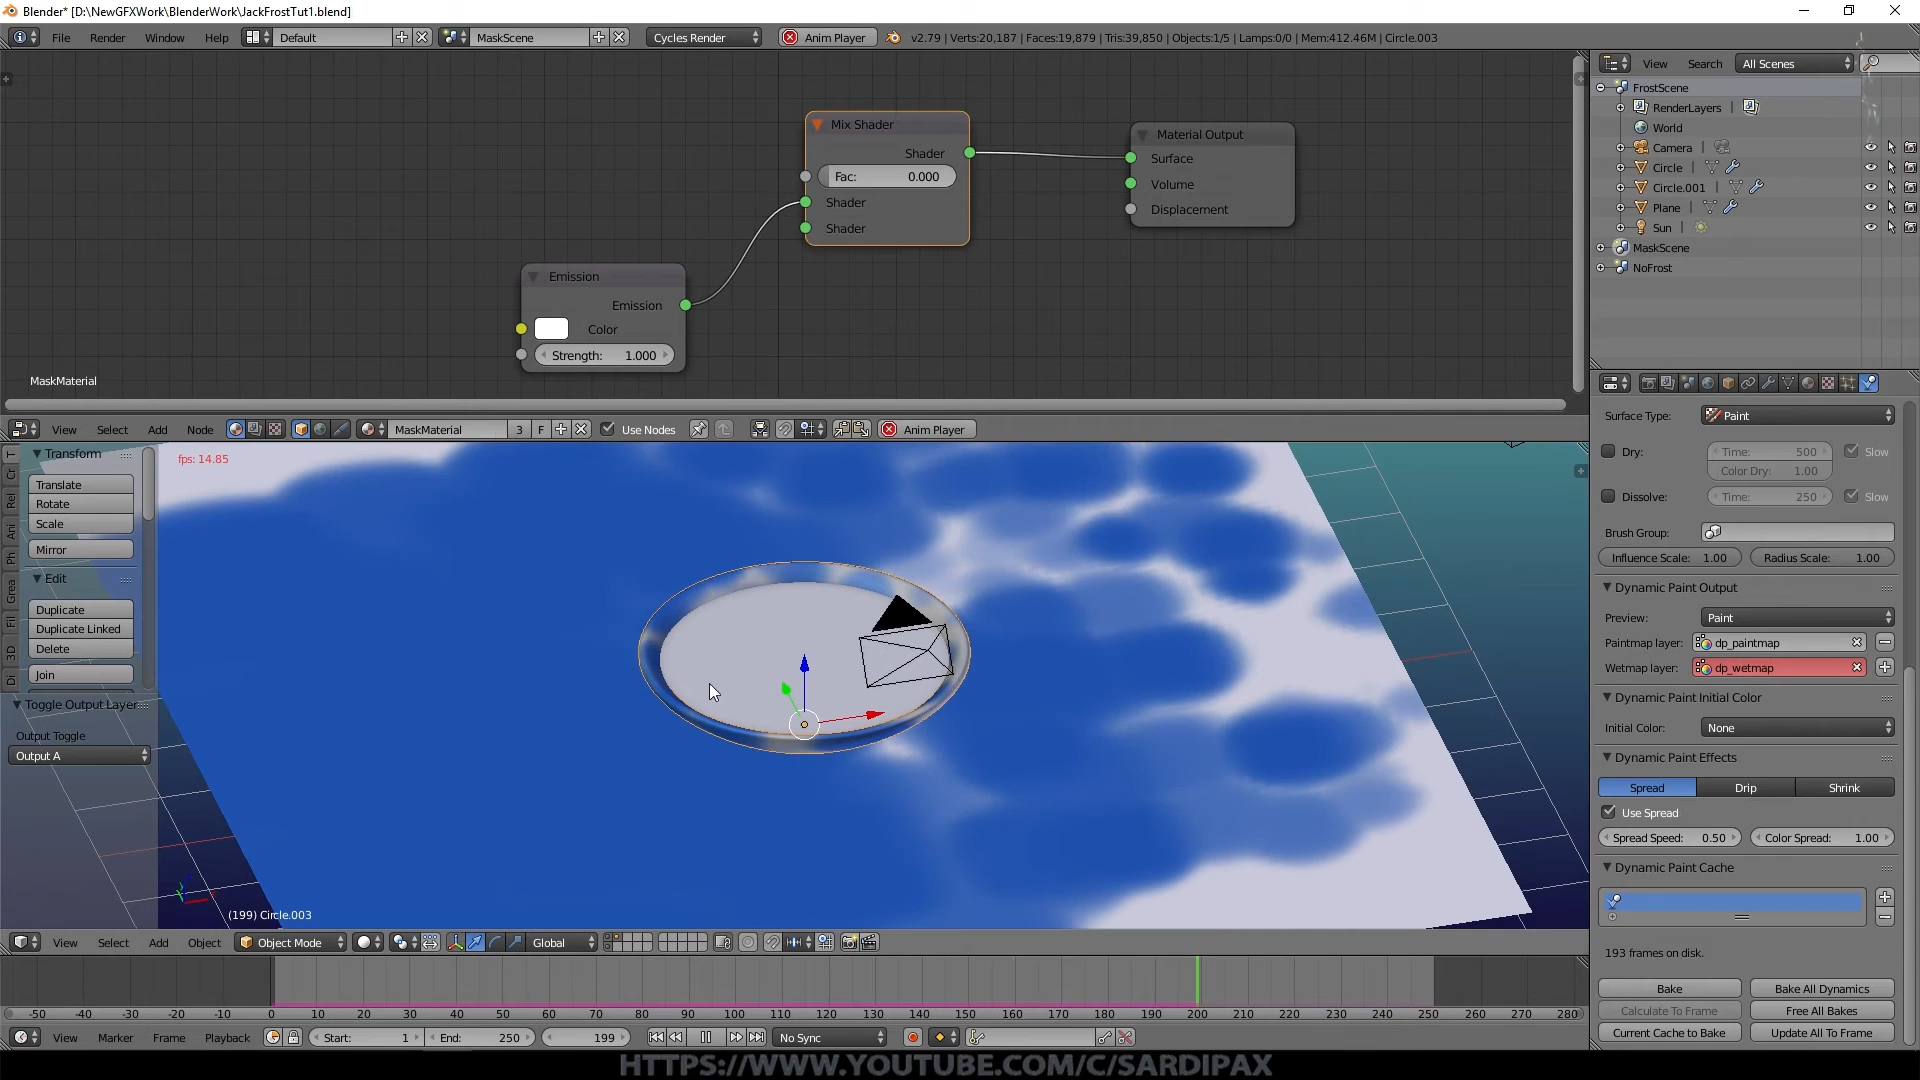 Blender* [D:\NewGFXWork\BlenderWork\JackFrostTut1.blend]
File Render Window Help Default MaskScene Cycles Render Anim Player v2.79 | Verts:20,187 | Faces:19,879 | Tris:39,850 | Objects:1/5 | Lamps:0/0 | Mem:412.46M | Circle.003
View Search All Scenes
FrostScene
RenderLayers
World
Camera
Circle
Circle.001
Plane
Sun
MaskScene
NoFrost
Mix Shader
Shader
Fac: 0.000
Shader
Shader
Material Output
Surface
Volume
Displacement
Emission
Emission
Color
Strength: 1.000
MaskMaterial
View Select Add Node MaskMaterial 3 F Use Nodes Anim Player
Transform
Translate
Rotate
Scale
Mirror
Edit
Duplicate
Duplicate Linked
Delete
Join
Toggle Output Layer
Output Toggle
Output A
T
Cr
Rel
Ani
Ph
Grea
Fil
3D
Di
fps: 14.85
(199) Circle.003
Surface Type: Paint
Dry: Time: 500 Slow
Color Dry: 1.00
Dissolve: Time: 250 Slow
Brush Group:
Influence Scale: 1.00 Radius Scale: 1.00
Dynamic Paint Output
Preview: Paint
Paintmap layer: dp_paintmap
Wetmap layer: dp_wetmap
Dynamic Paint Initial Color
Initial Color: None
Dynamic Paint Effects
Spread Drip Shrink
Use Spread
Spread Speed: 0.50 Color Spread: 1.00
Dynamic Paint Cache
193 frames on disk.
Bake Bake All Dynamics
Calculate To Frame Free All Bakes
Current Cache to Bake Update All To Frame
View Select Add Object Object Mode Global
-50 -40 -30 -20 -10 0 10 20 30 40 50 60 70 80 90 100 110 120 130 140 150 160 170 180 190 200 210 220 230 240 250 260 270 280
View Marker Frame Playback Start: 1 End: 250 199 No Sync
HTTPS://WWW.YOUTUBE.COM/C/SARDIPAX